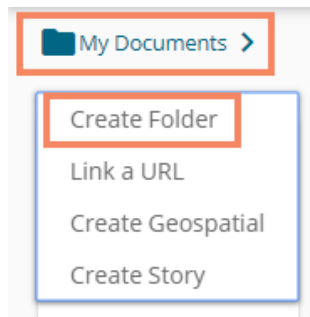 My Documents
Create Folder
Link a URL
Create Geospatial
Create Story